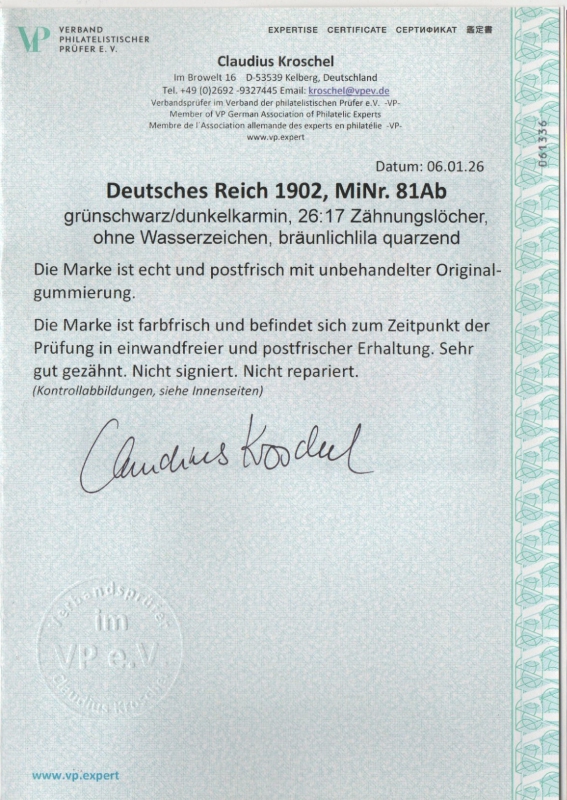 VP
VERBAND
PHILATELISTISCHER
PRÜFER E. V.
EXPERTISE CERTIFICATE СЕРТИФИКАТ 鑑定書
Claudius Kroschel
Im Browelt 16 D-53539 Kelberg, Deutschland
Tel. +49 (0)2692 -9327445 Email: kroschel@vpev.de
Verbandsprüfer im Verband der philatelistischen Prüfer e.V. -VP-
Member of VP German Association of Philatelic Experts
Membre de l´Association allemande des experts en philatélie -VP-
www.vp.expert
061336
Datum: 06.01.26
Deutsches Reich 1902, MiNr. 81Ab
grünschwarz/dunkelkarmin, 26:17 Zähnungslöcher,
ohne Wasserzeichen, bräunlichlila quarzend
Die Marke ist echt und postfrisch mit unbehandelter Original-
gummierung.
Die Marke ist farbfrisch und befindet sich zum Zeitpunkt der
Prüfung in einwandfreier und postfrischer Erhaltung. Sehr
gut gezähnt. Nicht signiert. Nicht repariert.
(Kontrollabbildungen, siehe Innenseiten)
Claudius Kroschel
Verbandsprüfer
im
VP e.V.
Claudius Kroschel
www.vp.expert